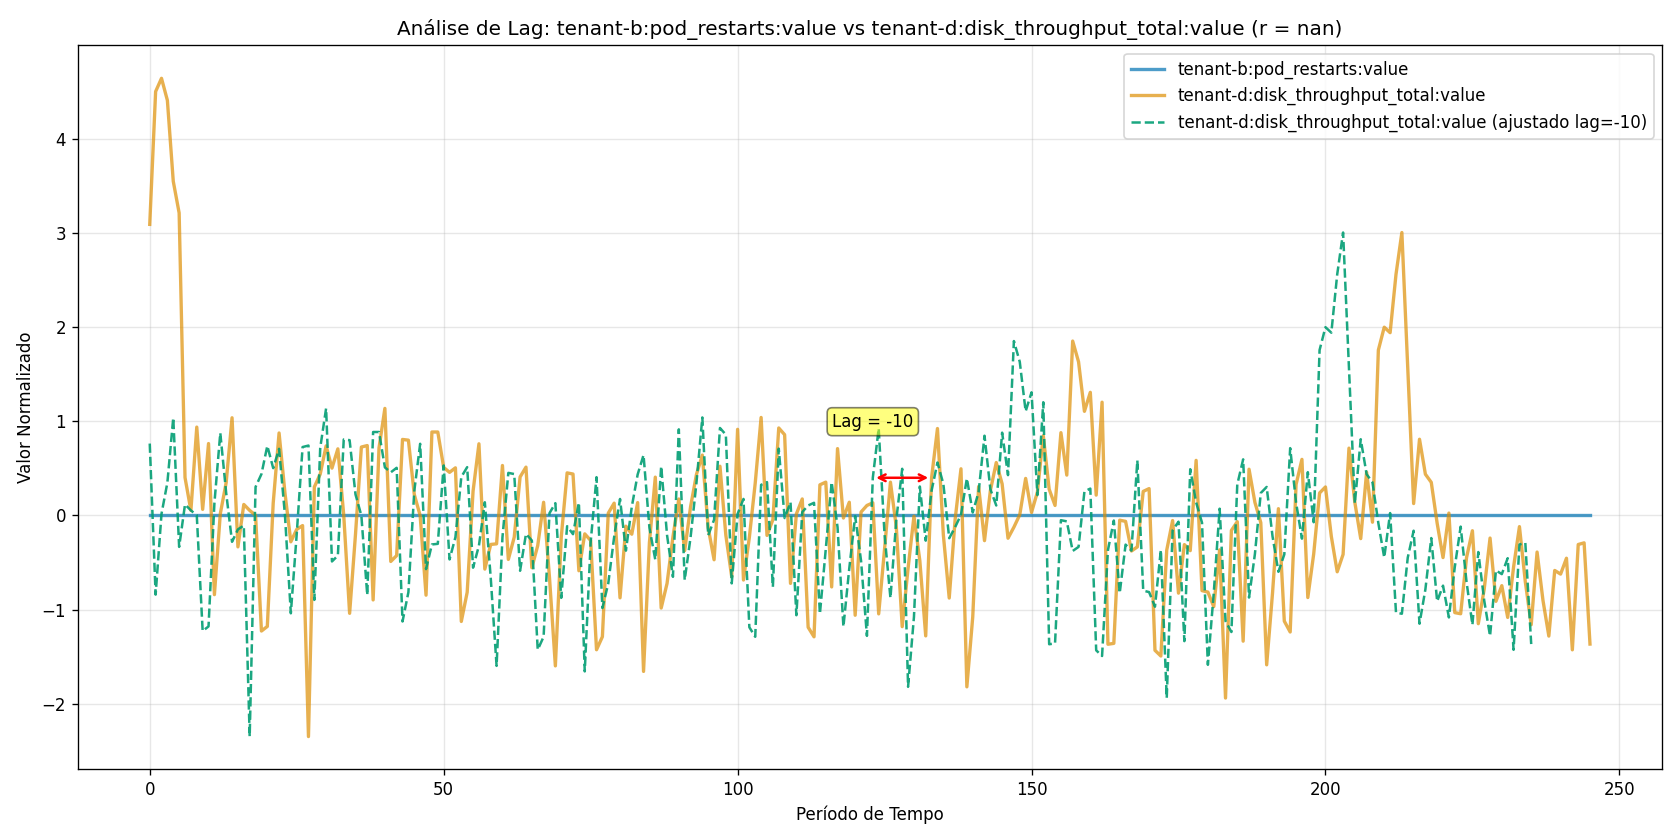 Análise de Lag: tenant-b:pod_restarts:value vs tenant-d:disk_throughput_total:value (r = nan)
tenant-b:pod_restarts:value
tenant-d:disk_throughput_total:value
tenant-d:disk_throughput_total:value (ajustado lag=-10)
Valor Normalizado
4
3
2
1
0
−1
−2
Lag = -10
0 50 100 150 200 250
Período de Tempo